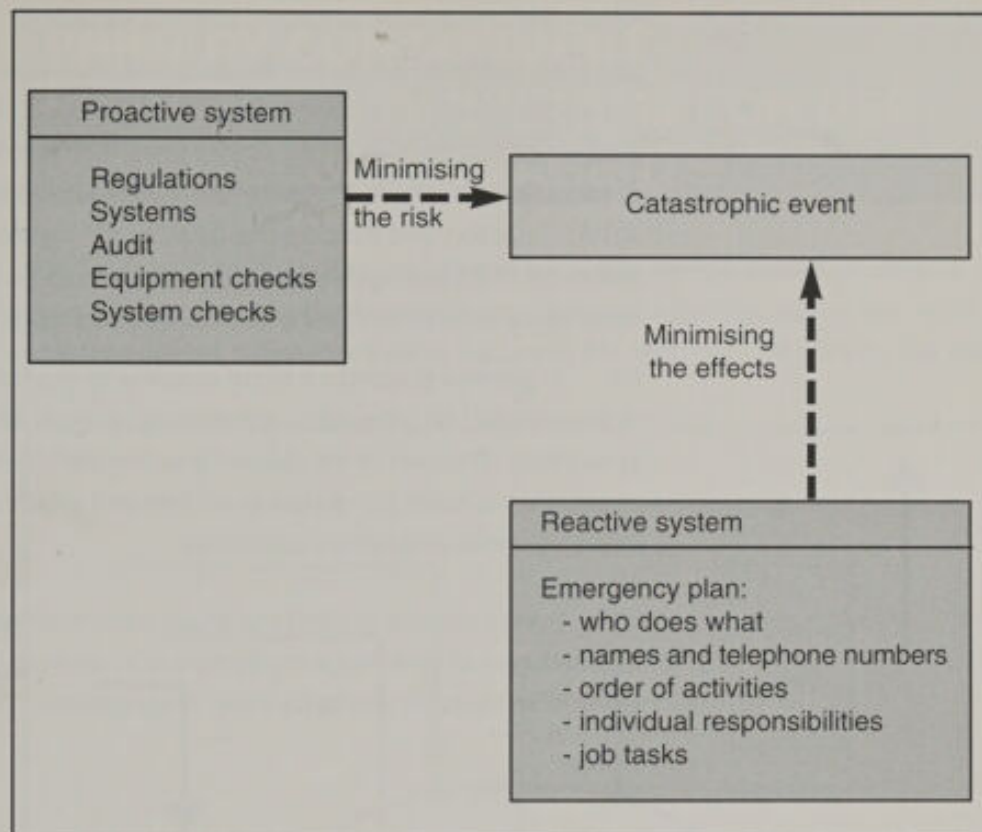 Proactive system
Regulations
Systems
Audit
Equipment checks
System checks
Minimising
the risk
Catastrophic event
Minimising
the effects
Reactive system
Emergency plan:
- who does what
- names and telephone numbers
- order of activities
- individual responsibilities
- job tasks